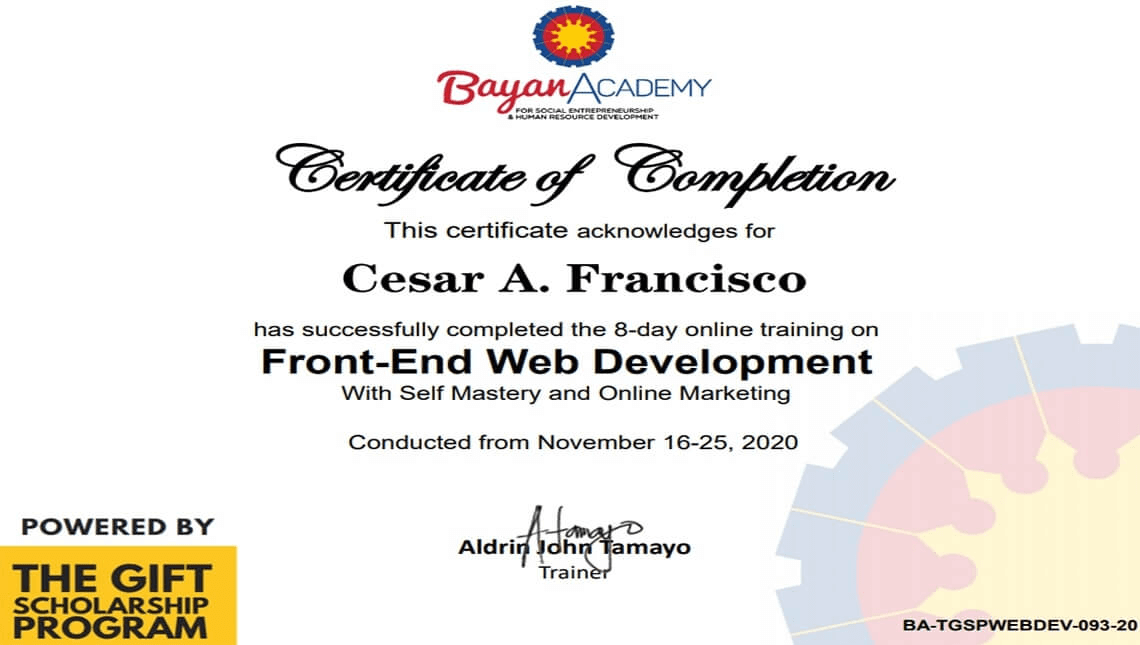 Bayan ACADEMY
FOR SOCIAL ENTREPRENEURSHIP
& HUMAN RESOURCE DEVELOPMENT
Certificate of Completion
This certificate acknowledges for
Cesar A. Francisco
has successfully completed the 8-day online training on
Front-End Web Development
With Self Mastery and Online Marketing
Conducted from November 16-25, 2020
POWERED BY
THE GIFT
SCHOLARSHIP
PROGRAM
ATamayo
Aldrin John Tamayo
Trainer
BA-TGSPWEBDEV-093-20